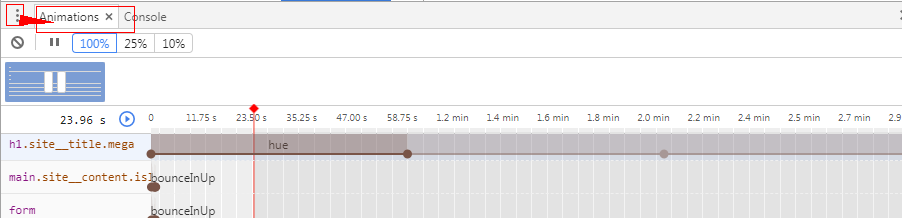 Animations × Console
100% 25% 10%
23.96 s 0 11.75 s 23.50 s 35.25 s 47.00 s 58.75 s 1.2 min 1.4 min 1.6 min 1.8 min 2.0 min 2.2 min 2.3 min 2.5 min 2.7 min 2.9
h1.site__title.mega hue
main.site__content.isl bounceInUp
form bounceInUp